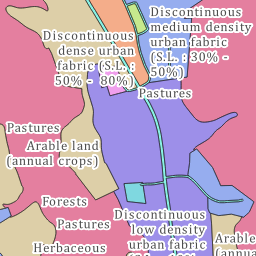 Discontinuous
dense urban
fabric (S.L. :
50% -  80%)
Discontinuous
medium density
urban fabric
(S.L. : 30% -
50%)
Pastures
Pastures
Arable land
(annual crops)
Forests
Pastures
Herbaceous
Discontinuous
low density
urban fabric
Arable
(annual